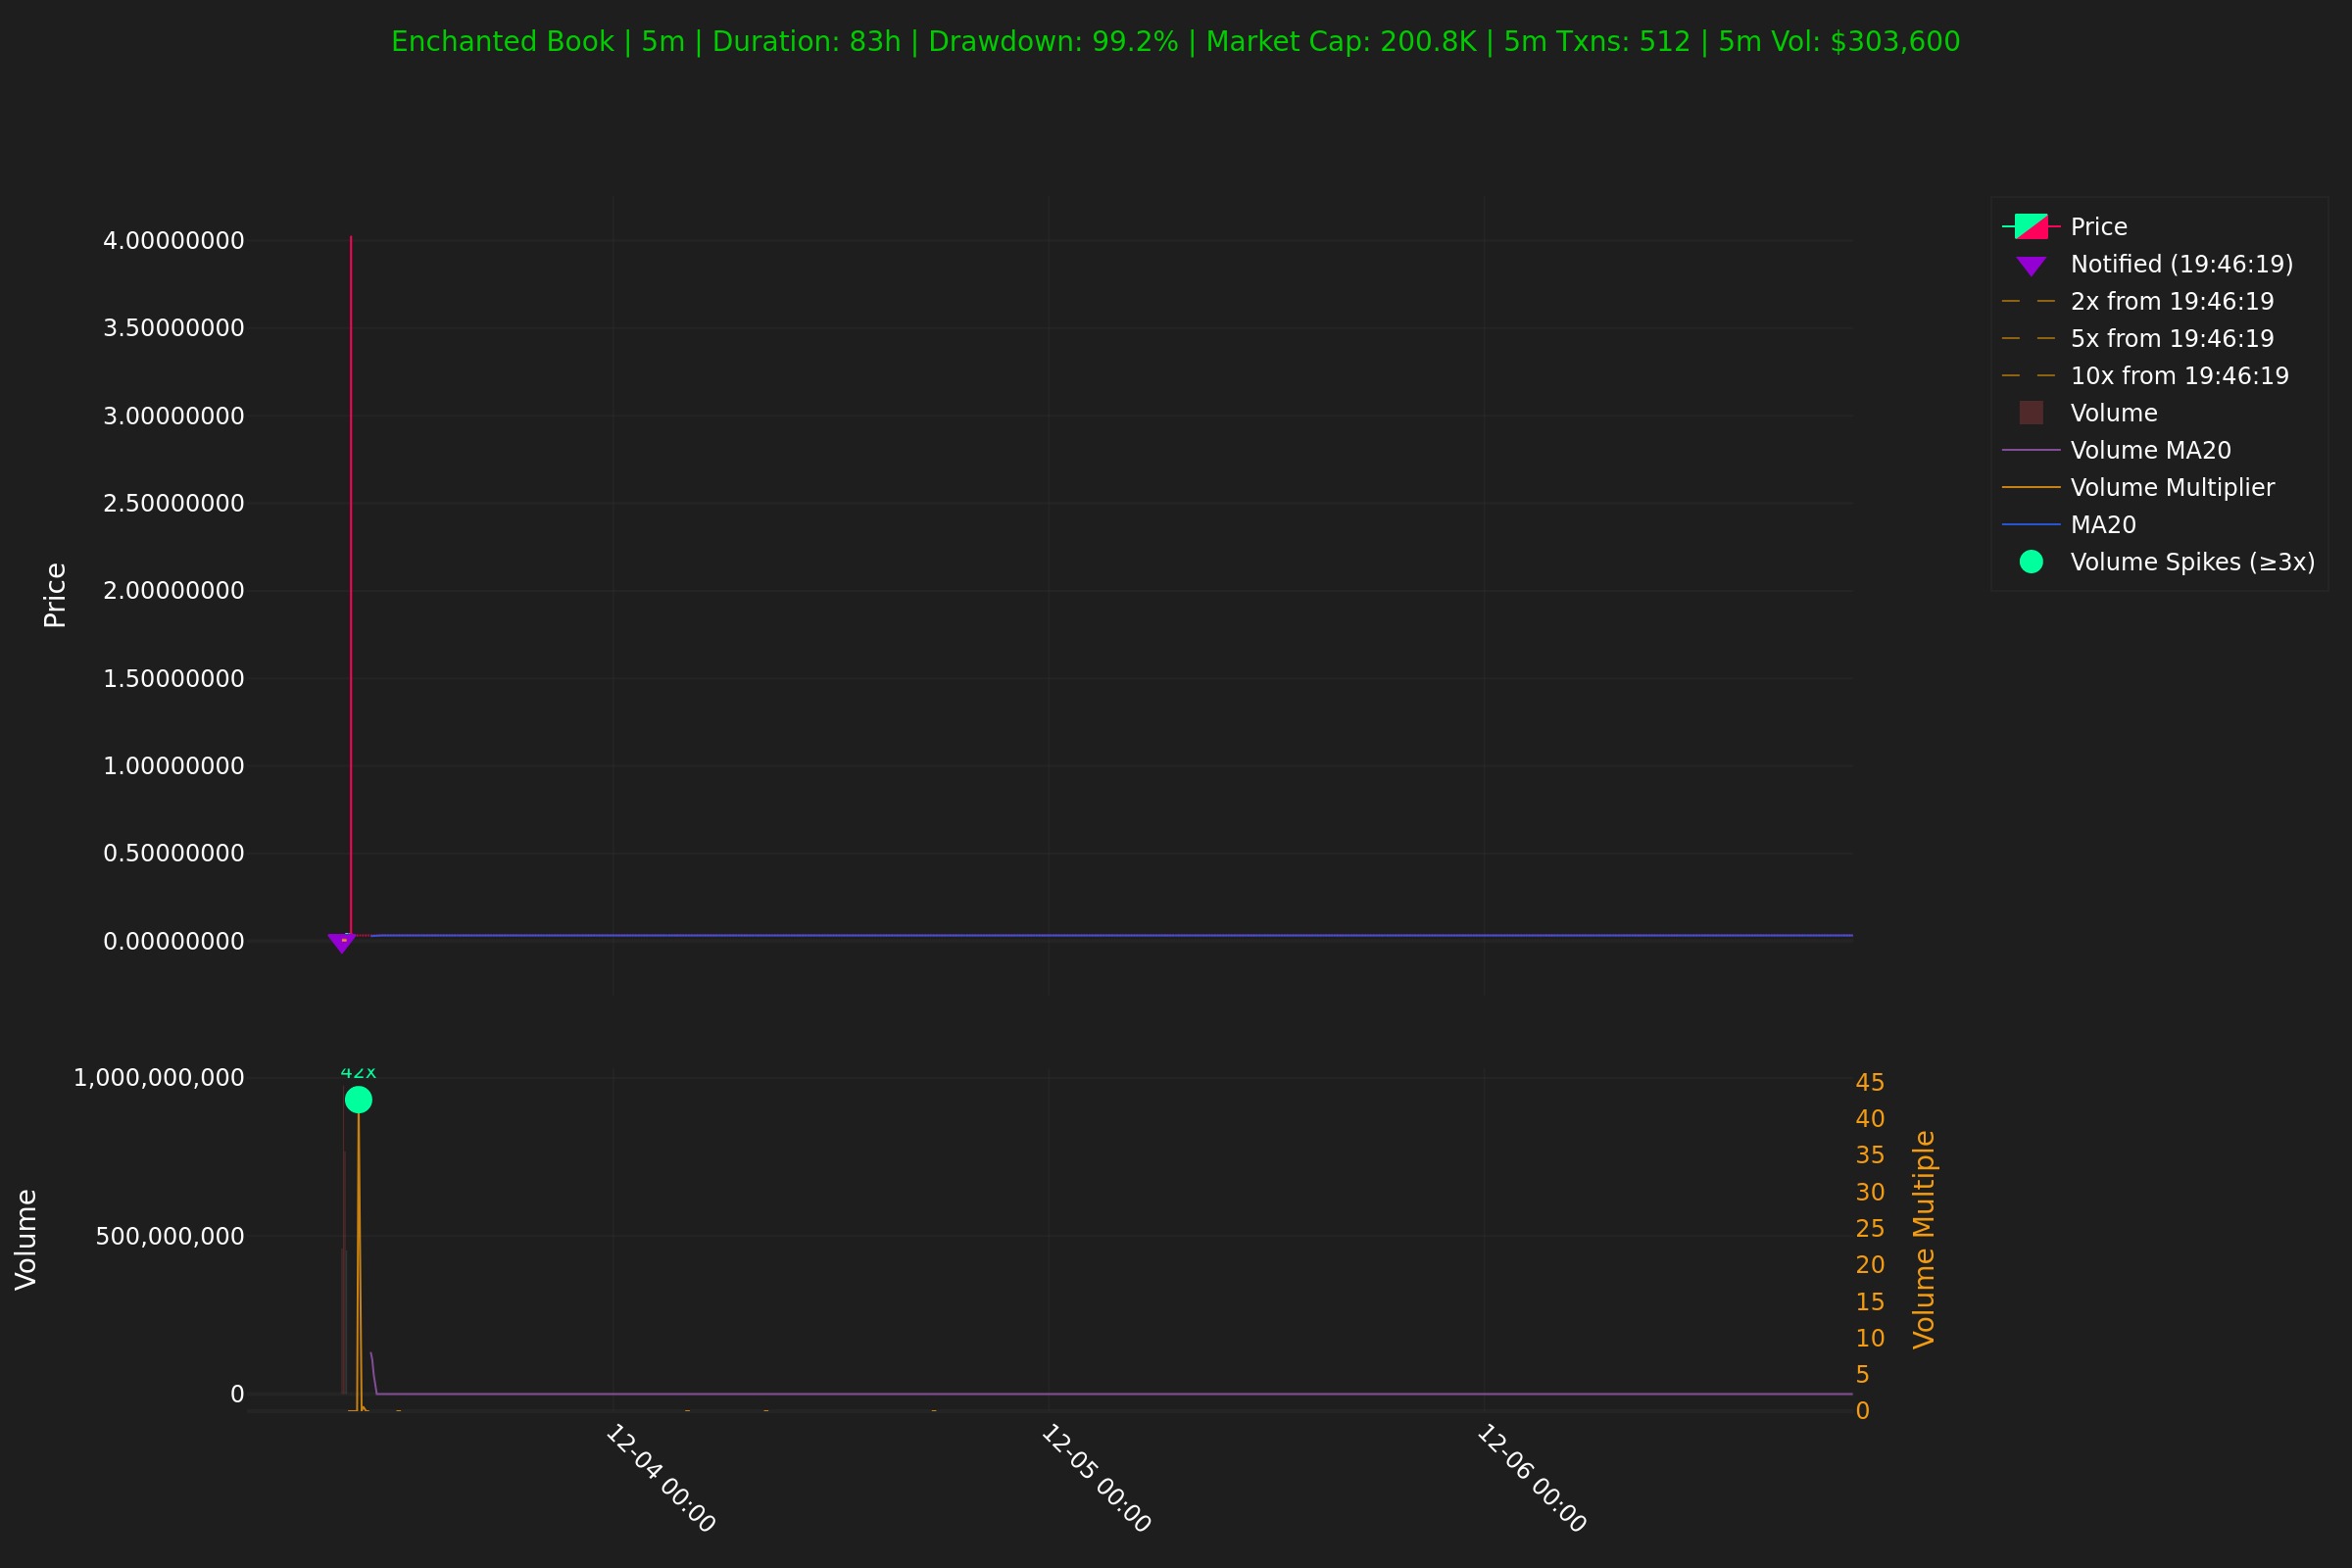 Enchanted Book | 5m | Duration: 83h | Drawdown: 99.2% | Market Cap: 200.8K | 5m Txns: 512 | 5m Vol: $303,600
4.00000000
3.50000000
3.00000000
2.50000000
2.00000000
1.50000000
1.00000000
0.50000000
0.00000000
Price
Price
Notified (19:46:19)
2x from 19:46:19
5x from 19:46:19
10x from 19:46:19
Volume
Volume MA20
Volume Multiplier
MA20
Volume Spikes (≥3x)
42x
1,000,000,000
500,000,000
0
Volume
45
40
35
30
25
20
15
10
5
0
Volume Multiple
12-04 00:00
12-05 00:00
12-06 00:00